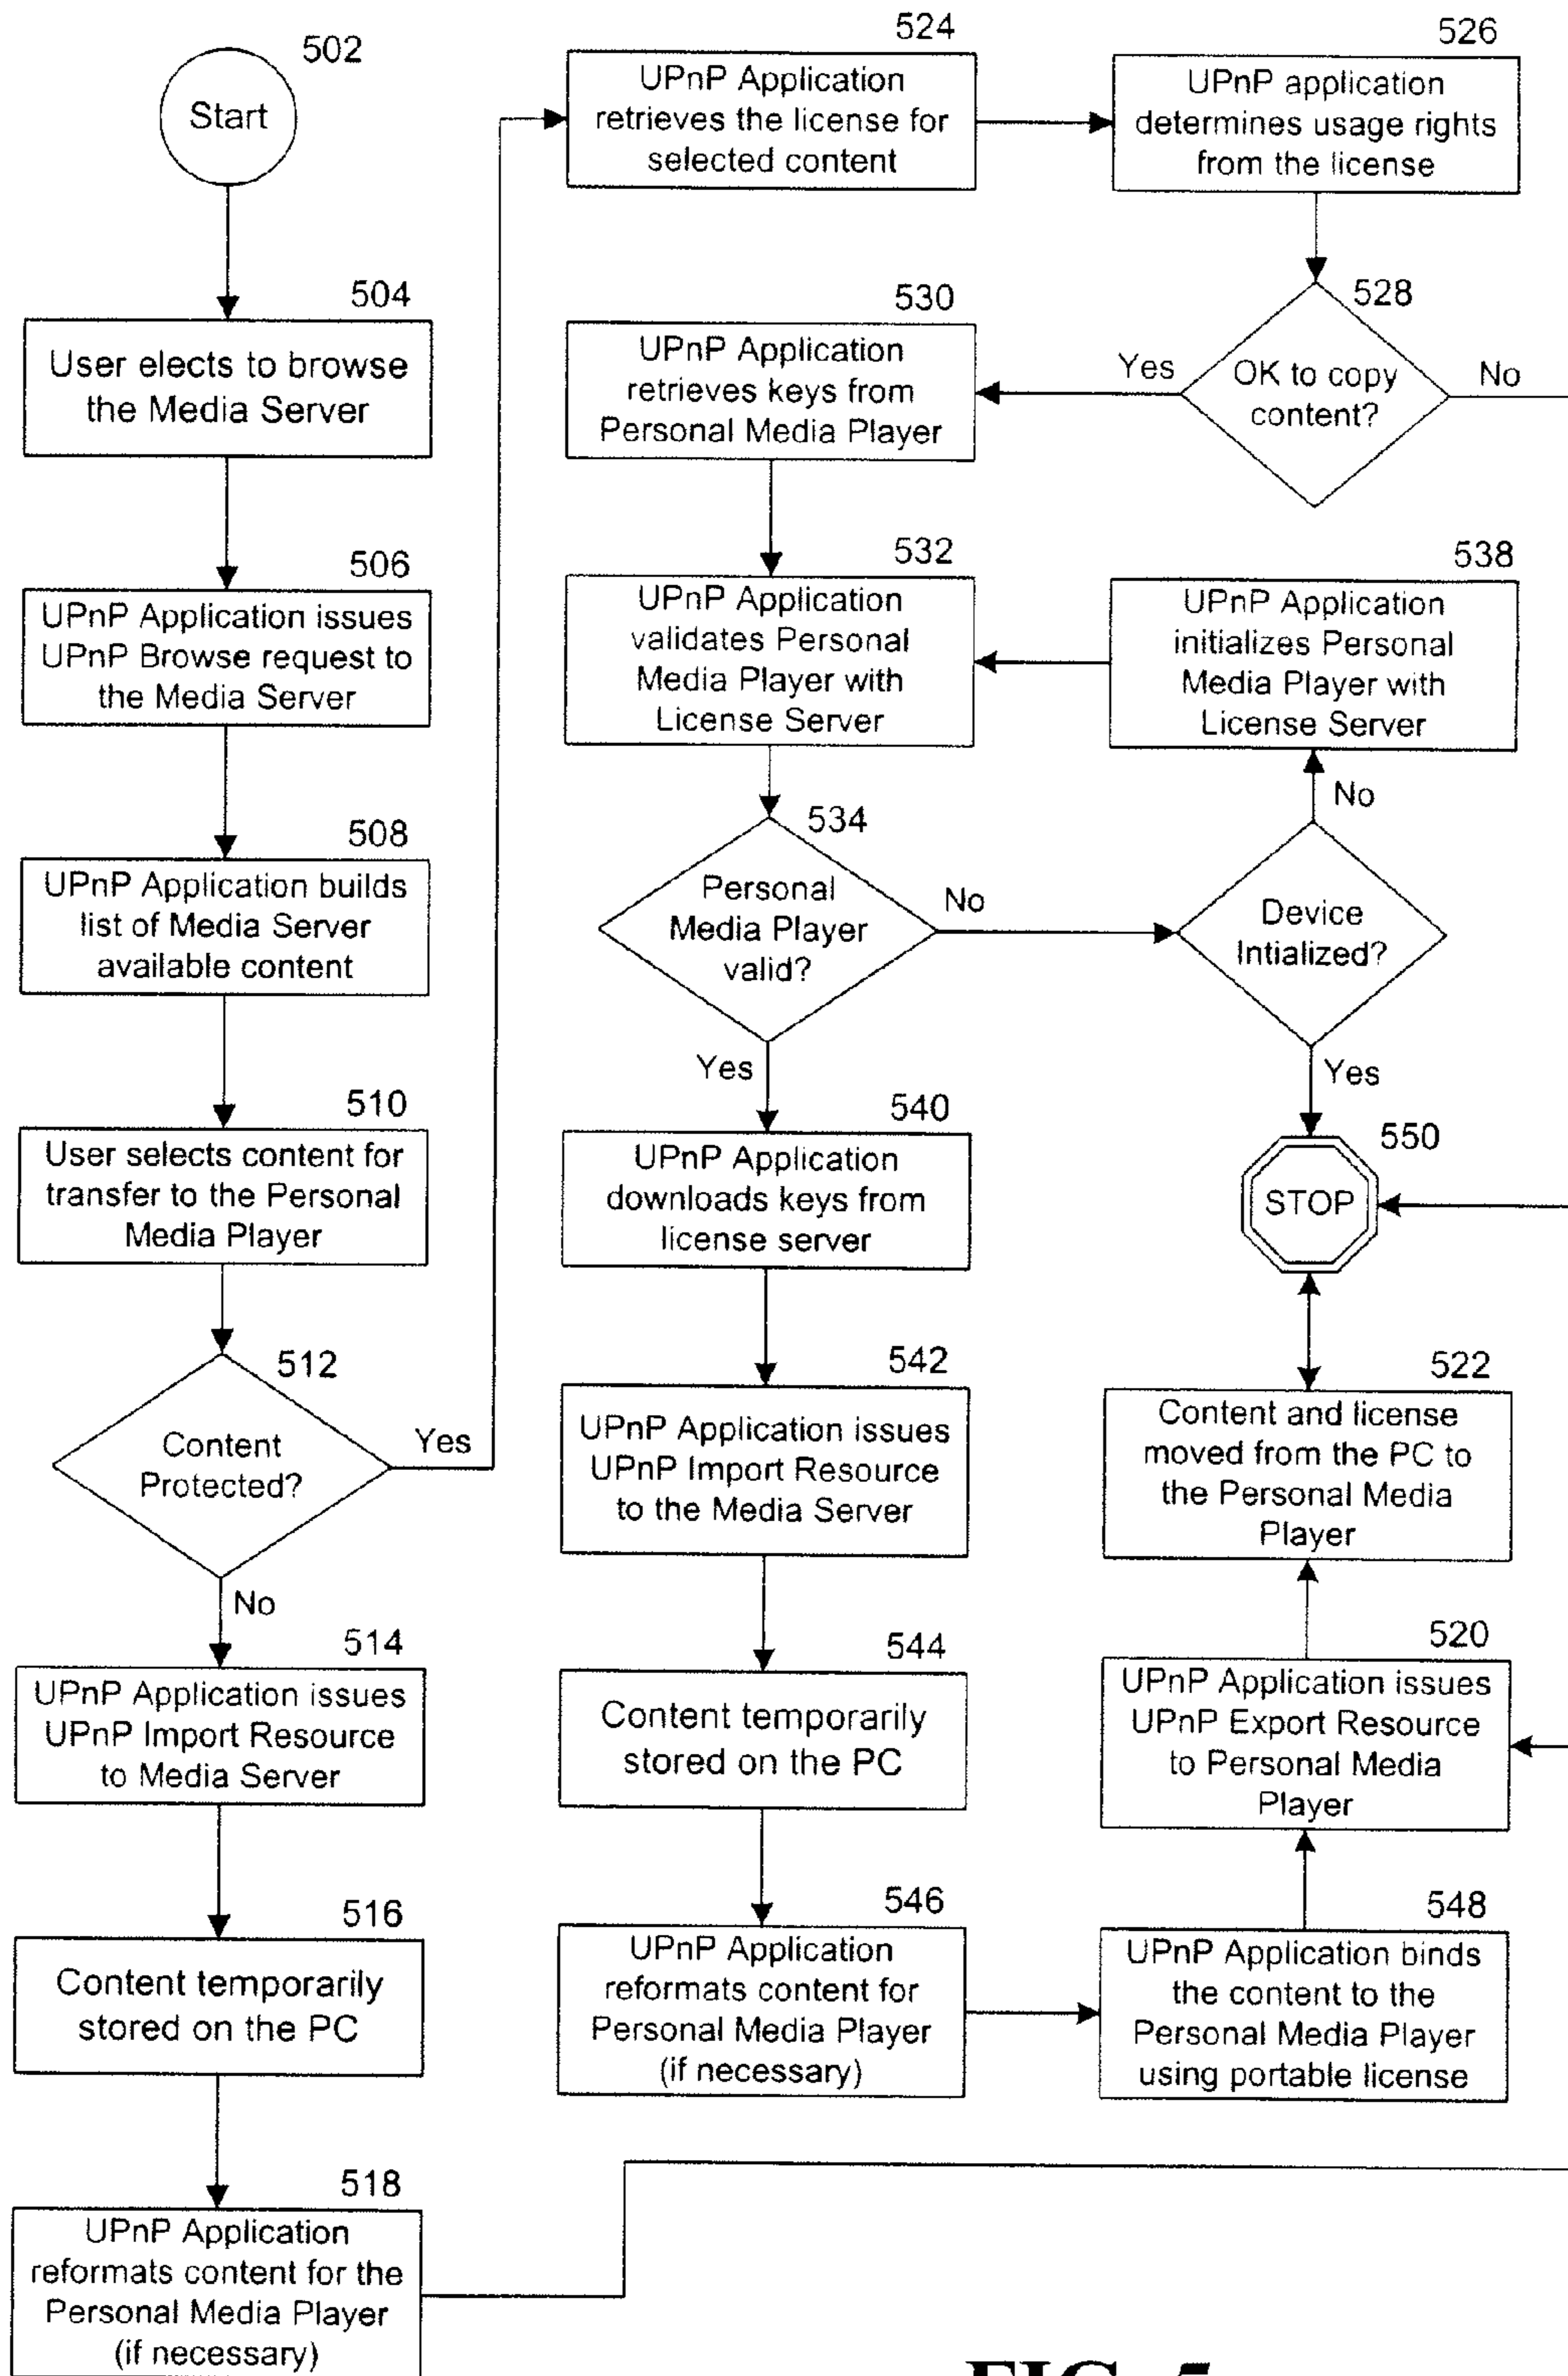 502
Start
504
User elects to browse
the Media Server
506
UPnP Application issues
UPnP Browse request to
the Media Server
508
UPnP Application builds
list of Media Server
available content
510
User selects content for
transfer to the Personal
Media Player
512
Content
Protected?
Yes
No
514
UPnP Application issues
UPnP Import Resource
to Media Server
516
Content temporarily
stored on the PC
518
UPnP Application
reformats content for the
Personal Media Player
(if necessary)
524
UPnP Application
retrieves the license for
selected content
526
UPnP application
determines usage rights
from the license
528
OK to copy
content?
Yes
No
530
UPnP Application
retrieves keys from
Personal Media Player
532
UPnP Application
validates Personal
Media Player with
License Server
534
Personal
Media Player
valid?
No
Yes
Device
Intialized?
No
Yes
538
UPnP Application
initializes Personal
Media Player with
License Server
540
UPnP Application
downloads keys from
license server
542
UPnP Application issues
UPnP Import Resource
to the Media Server
544
Content temporarily
stored on the PC
546
UPnP Application
reformats content for
Personal Media Player
(if necessary)
548
UPnP Application binds
the content to the
Personal Media Player
using portable license
520
UPnP Application issues
UPnP Export Resource
to Personal Media
Player
522
Content and license
moved from the PC to
the Personal Media
Player
550
STOP